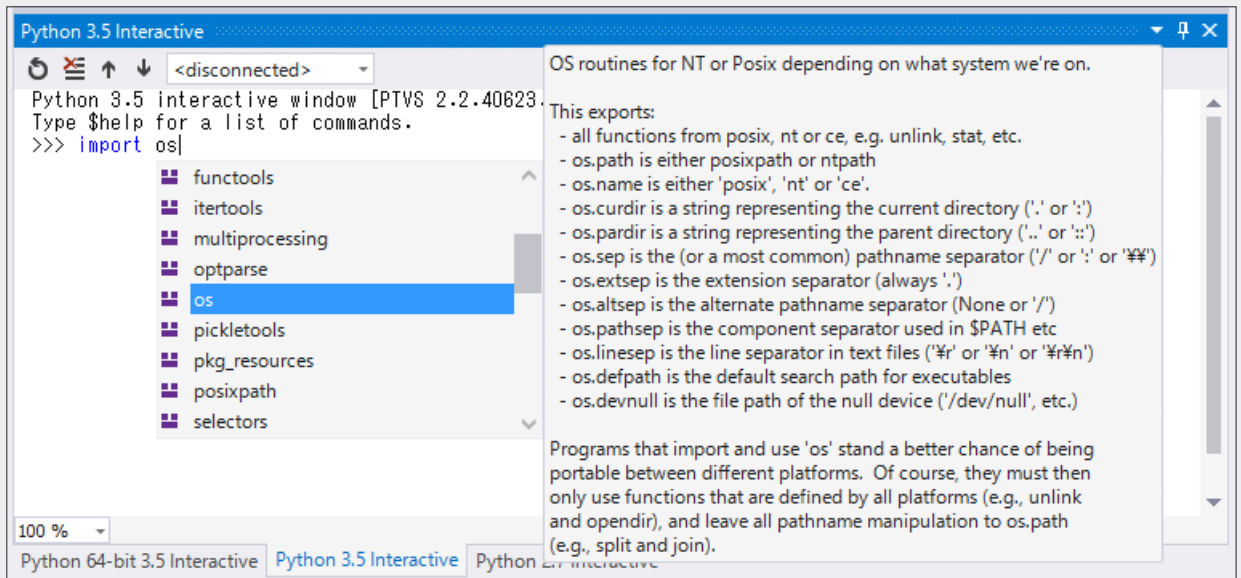 Python 3.5 Interactive
<disconnected>
Python 3.5 interactive window [PTVS 2.2.40623.
Type $help for a list of commands.
>>> import os
functools
itertools
multiprocessing
optparse
os
pickletools
pkg_resources
posixpath
selectors
OS routines for NT or Posix depending on what system we're on.
This exports:
- all functions from posix, nt or ce, e.g. unlink, stat, etc.
- os.path is either posixpath or ntpath
- os.name is either 'posix', 'nt' or 'ce'.
- os.curdir is a string representing the current directory ('.' or ':')
- os.pardir is a string representing the parent directory ('..' or '::')
- os.sep is the (or a most common) pathname separator ('/' or ':' or '¥¥')
- os.extsep is the extension separator (always '.')
- os.altsep is the alternate pathname separator (None or '/')
- os.pathsep is the component separator used in $PATH etc
- os.linesep is the line separator in text files ('¥r' or '¥n' or '¥r¥n')
- os.defpath is the default search path for executables
- os.devnull is the file path of the null device ('/dev/null', etc.)
Programs that import and use 'os' stand a better chance of being
portable between different platforms.  Of course, they must then
only use functions that are defined by all platforms (e.g., unlink
and opendir), and leave all pathname manipulation to os.path
(e.g., split and join).
100 %
Python 64-bit 3.5 Interactive
Python 3.5 Interactive
Python 2.7 Interactive